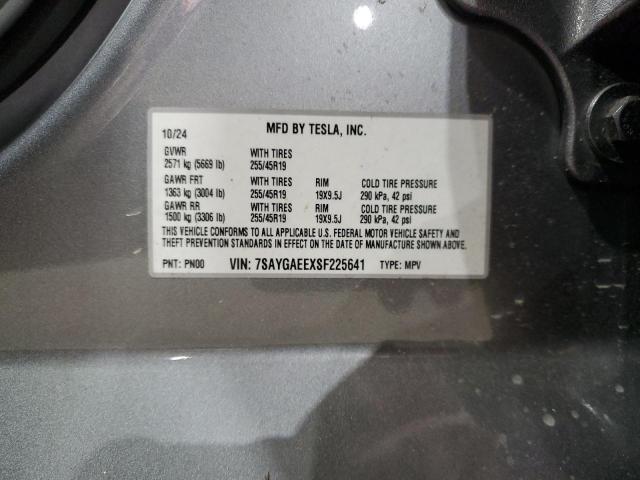 10/24 MFD BY TESLA, INC.
GVWR WITH TIRES
2571 kg (5669 lb) 255/45R19
GAWR FRT WITH TIRES RIM COLD TIRE PRESSURE
1363 kg (3004 lb) 255/45R19 19X9.5J 290 kPa, 42 psi
GAWR RR WITH TIRES RIM COLD TIRE PRESSURE
1500 kg (3306 lb) 255/45R19 19X9.5J 290 kPa, 42 psi
THIS VEHICLE CONFORMS TO ALL APPLICABLE U.S. FEDERAL MOTOR VEHICLE SAFETY AND
THEFT PREVENTION STANDARDS IN EFFECT ON THE DATE OF MANUFACTURE SHOWN ABOVE.
PNT: PN00 VIN: 7SAYGAEEXSF225641 TYPE: MPV